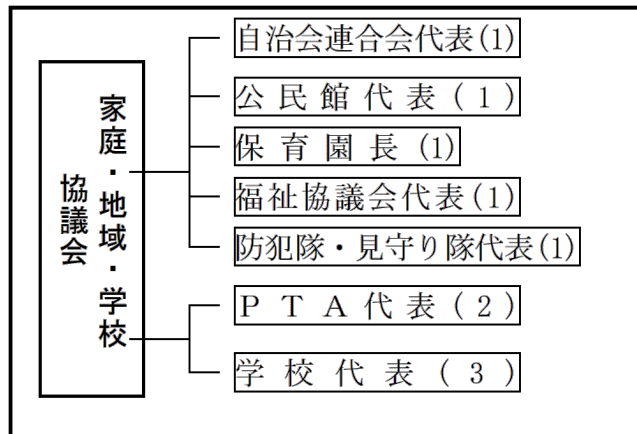 家庭・地域・学校
協議会
自治会連合会代表(1)
公民館代表(1)
保育園長(1)
福祉協議会代表(1)
防犯隊・見守り隊代表(1)
PTA代表(2)
学校代表(3)